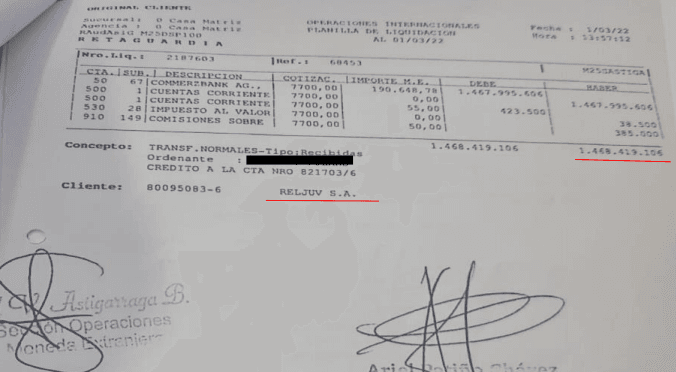 ORIGINAL CLIENTE
Sucursal: 0 Casa Matriz OPERACIONES INTERNACIONALES Fecha : 1/03/22
Agencia : 0 Casa Matriz PLANILLA DE LIQUIDACION Hora : 13:57:12
M25DSP100 AL 01/03/22
RETAGUARDIA
Nro.Liq.: 2187603 Ref.: 68453 M25GASTICA
CTA. SUB. DESCRIPCION COTIZAC. IMPORTE M.E. DEBE HABER
50 67 COMMERZBANK AG., 7700,00 190.648,78 1.467.995.606
500 1 CUENTAS CORRIENTE 7700,00 0,00 1.467.995.606
500 1 CUENTAS CORRIENTE 7700,00 55,00 423.500
530 28 IMPUESTO AL VALOR 7700,00 0,00 38.500
910 149 COMISIONES SOBRE 7700,00 50,00 385.000
1.468.419.106 1.468.419.106
Concepto: TRANSF.NORMALES-Tipo:Recibidas
Ordenante :
CREDITO A LA CTA NRO 821703/6
Cliente: 80095083-6 RELJUV S.A.
Astigarraga B.
Sección Operaciones
Moneda Extranjera
Ariel Patiño Chávez